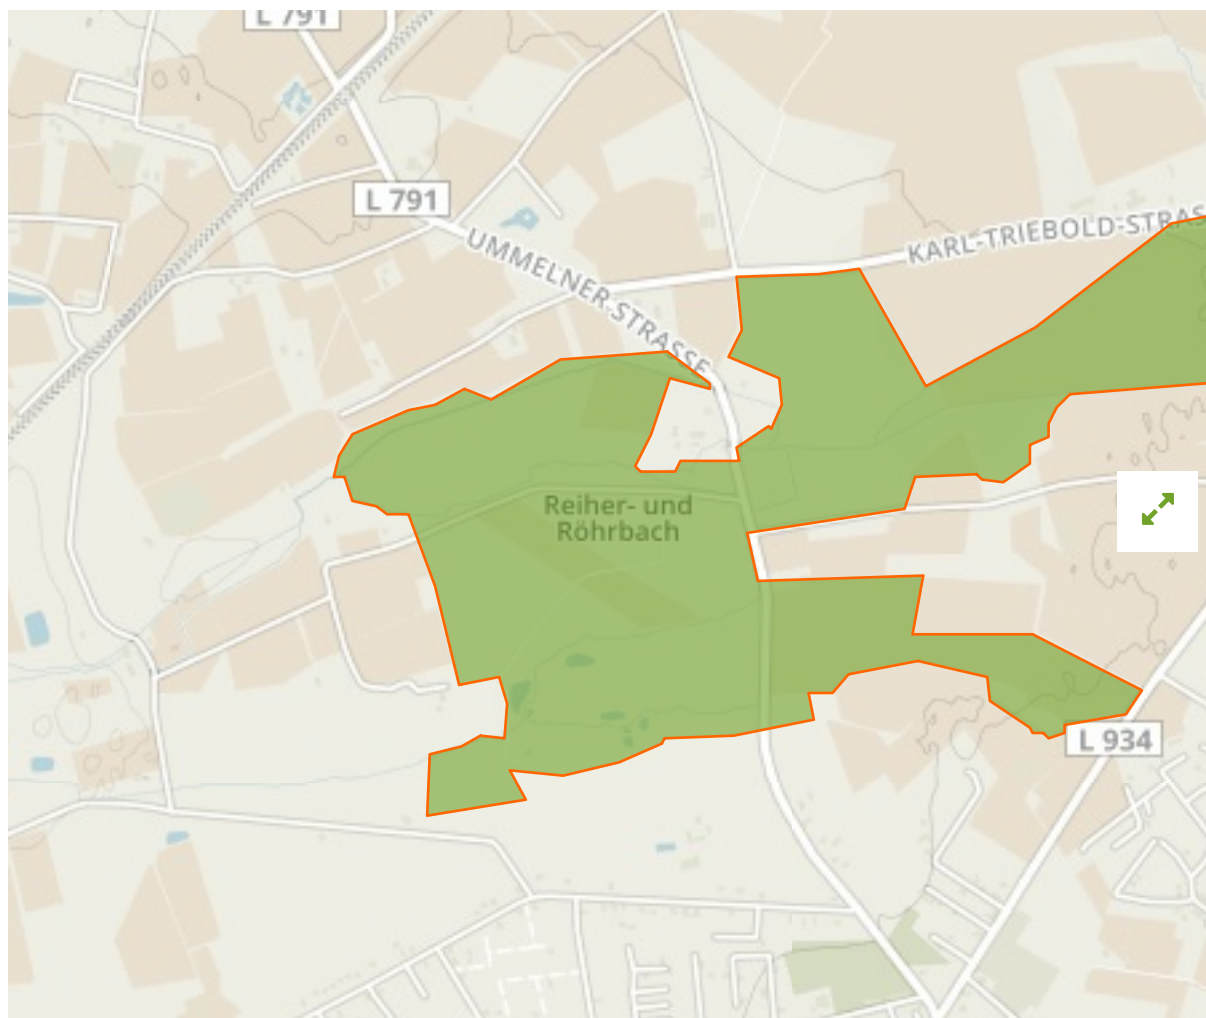 L 791
L 791
UMMELNER-STRASSE
KARL-TRIEBOLD-STRAS
Reiher- und
Röhrbach
L 934